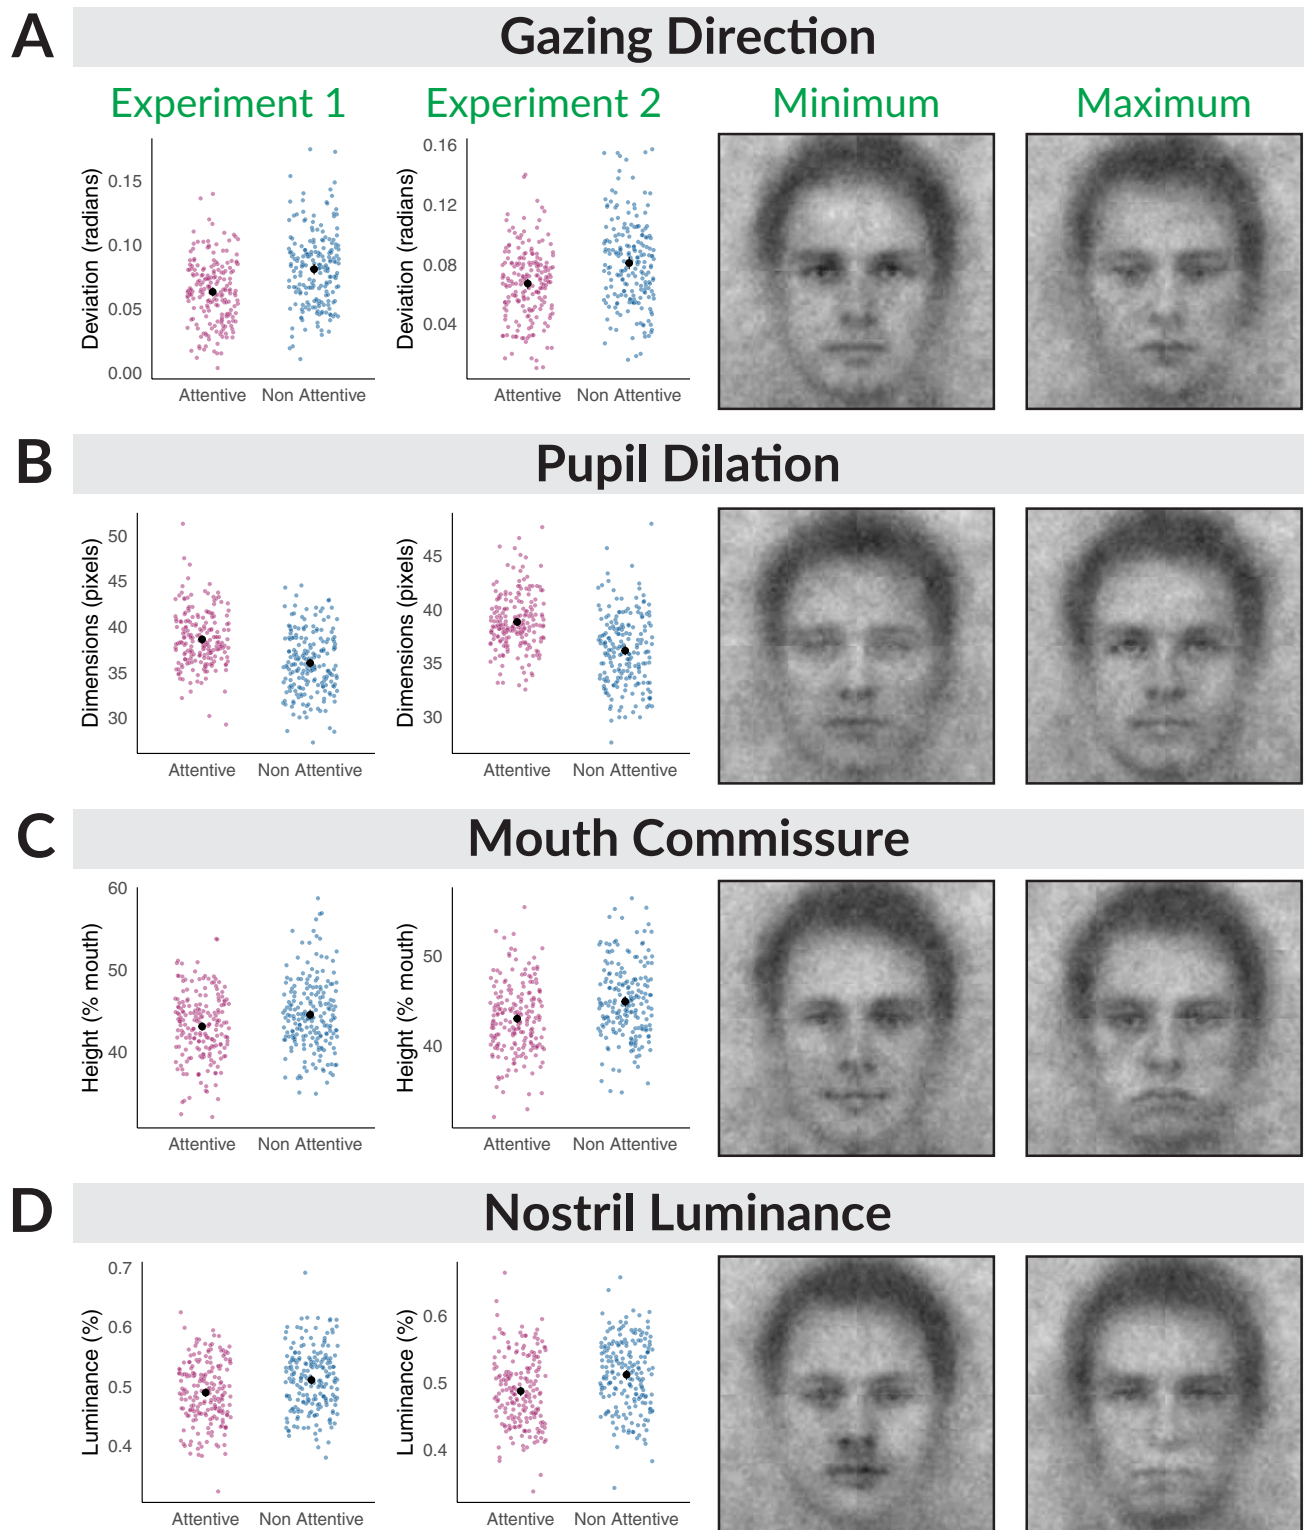 A
Gazing Direction
Experiment 1
Experiment 2
Minimum
Maximum
Deviation (radians)
0.15
0.10
0.05
0.00
Attentive Non Attentive
Deviation (radians)
0.16
0.12
0.08
0.04
Attentive Non Attentive
B
Pupil Dilation
Dimensions (pixels)
50
45
40
35
30
Attentive Non Attentive
Dimensions (pixels)
45
40
35
30
Attentive Non Attentive
C
Mouth Commissure
Height (% mouth)
60
50
40
Attentive Non Attentive
Height (% mouth)
50
40
Attentive Non Attentive
D
Nostril Luminance
Luminance (%)
0.7
0.6
0.5
0.4
Attentive Non Attentive
Luminance (%)
0.6
0.5
0.4
Attentive Non Attentive